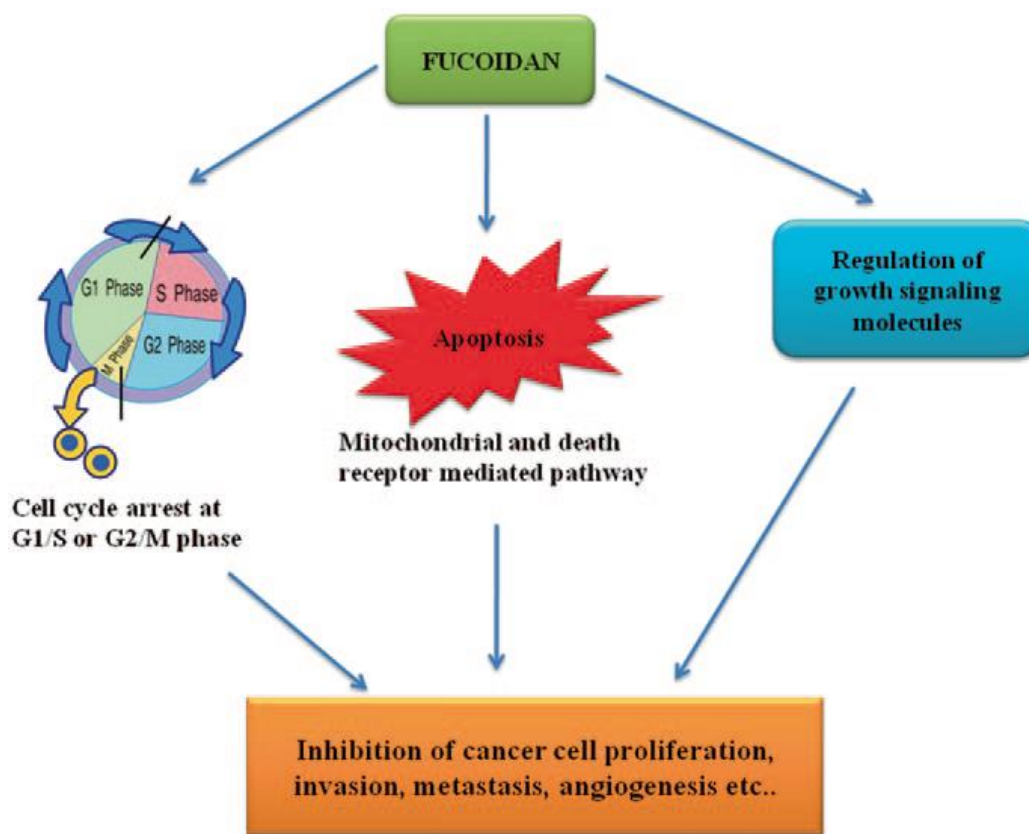 FUCOIDAN
G1 Phase
S Phase
G2 Phase
M Phase
Cell cycle arrest at
G1/S or G2/M phase
Apoptosis
Mitochondrial and death
receptor mediated pathway
Regulation of
growth signaling
molecules
Inhibition of cancer cell proliferation,
invasion, metastasis, angiogenesis etc..